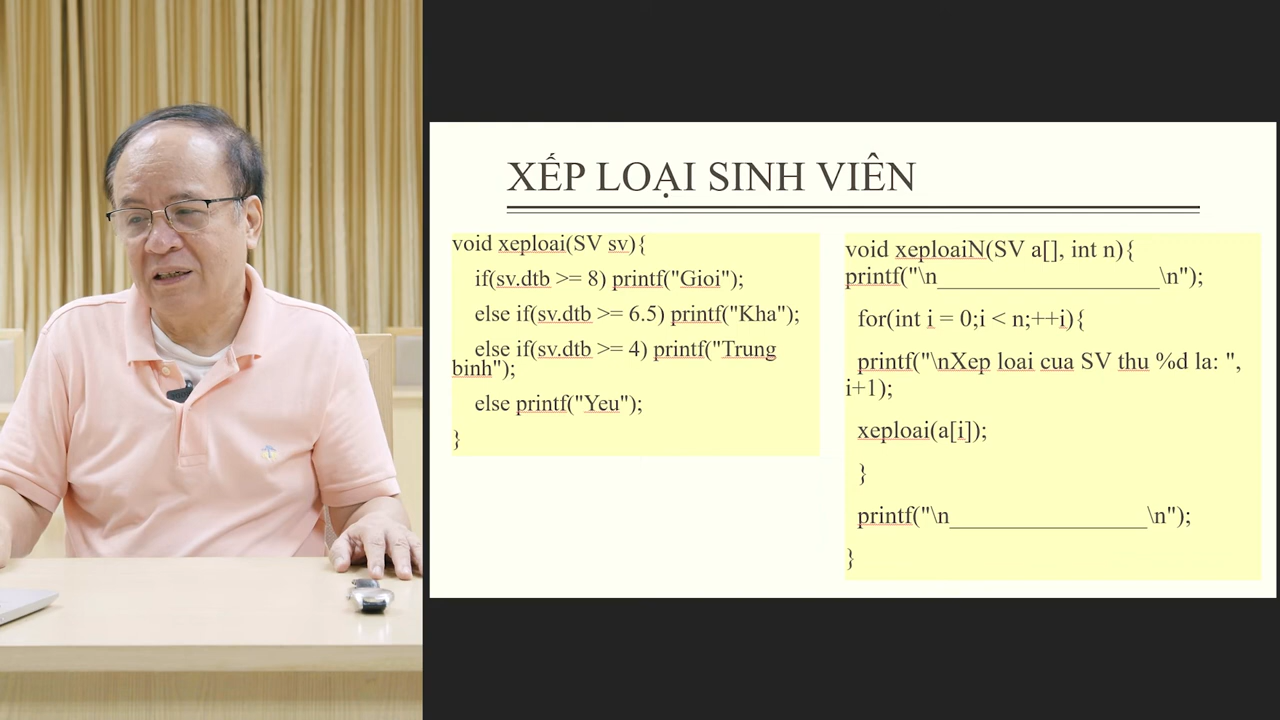 XẾP LOẠI SINH VIÊN
void xeploai(SV sv){
if(sv.dtb >= 8) printf("Gioi");
else if(sv.dtb >= 6.5) printf("Kha");
else if(sv.dtb >= 4) printf("Trung
binh");
else printf("Yeu");
}
void xeploaiN(SV a[], int n){
printf("\n__________________\n");
for(int i = 0;i < n;++i){
printf("\nXep loai cua SV thu %d la: ",
i+1);
xeploai(a[i]);
}
printf("\n________________\n");
}